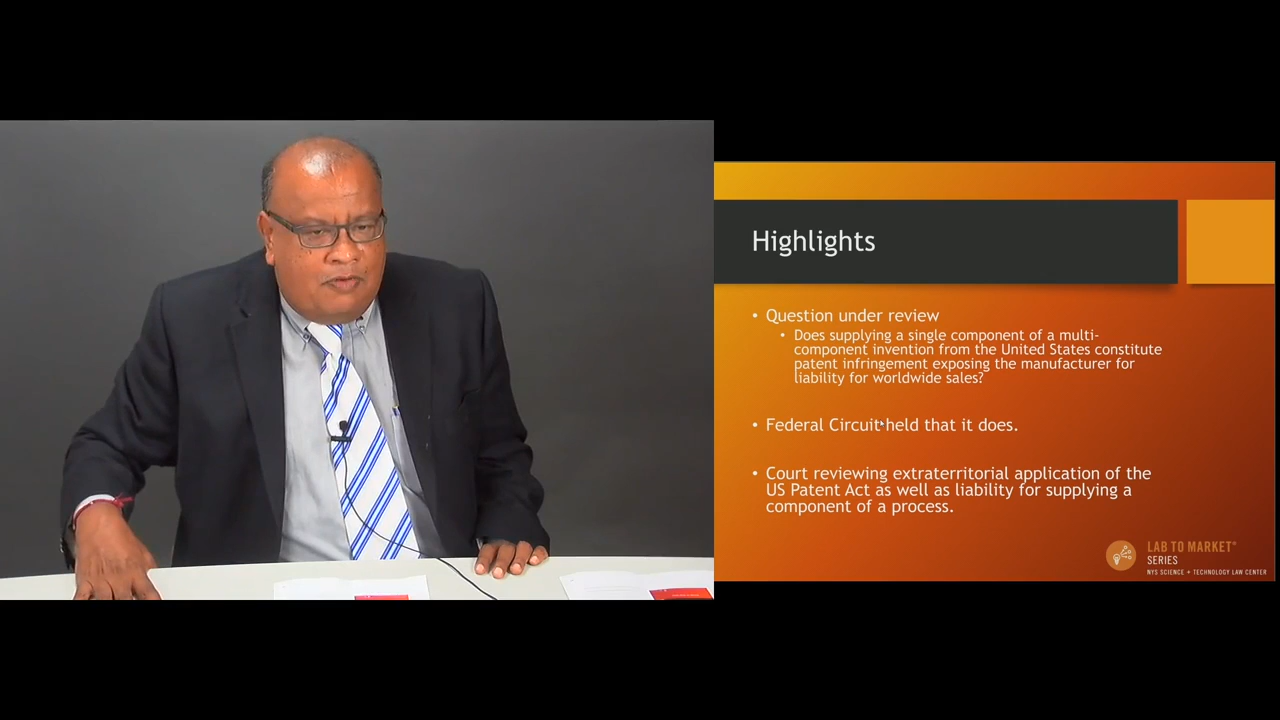 Highlights
• Question under review
• Does supplying a single component of a multi-
component invention from the United States constitute
patent infringement exposing the manufacturer for
liability for worldwide sales?
• Federal Circuit held that it does.
• Court reviewing extraterritorial application of the
US Patent Act as well as liability for supplying a
component of a process.
LAB TO MARKET®
SERIES
NYS SCIENCE + TECHNOLOGY LAW CENTER